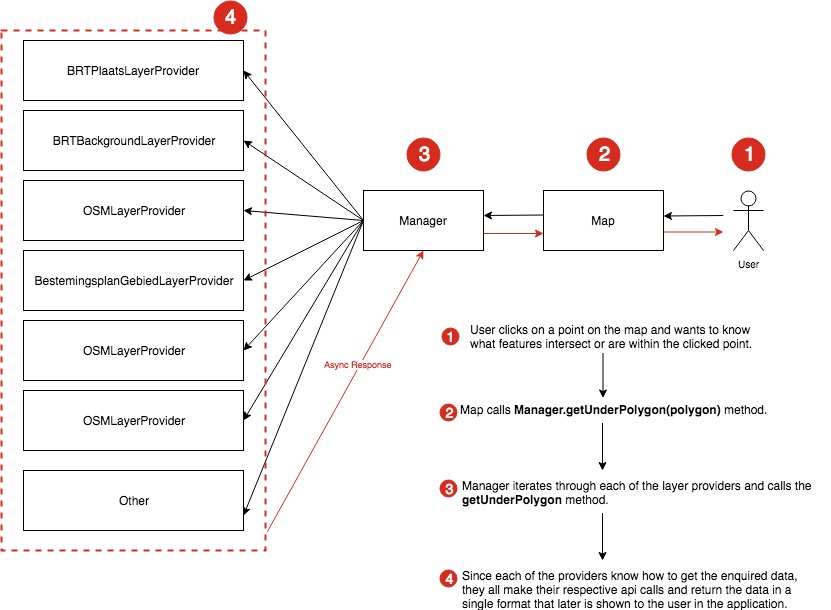 4
BRTPlaatsLayerProvider
BRTBackgroundLayerProvider
OSMLayerProvider
BestemingsplanGebiedLayerProvider
OSMLayerProvider
OSMLayerProvider
Other
3
Manager
2
Map
1
User
Async Response
1
User clicks on a point on the map and wants to know
what features intersect or are within the clicked point.
2
Map calls Manager.getUnderPolygon(polygon) method.
3
Manager iterates through each of the layer providers and calls the
getUnderPolygon method.
4
Since each of the providers know how to get the enquired data,
they all make their respective api calls and return the data in a
single format that later is shown to the user in the application.